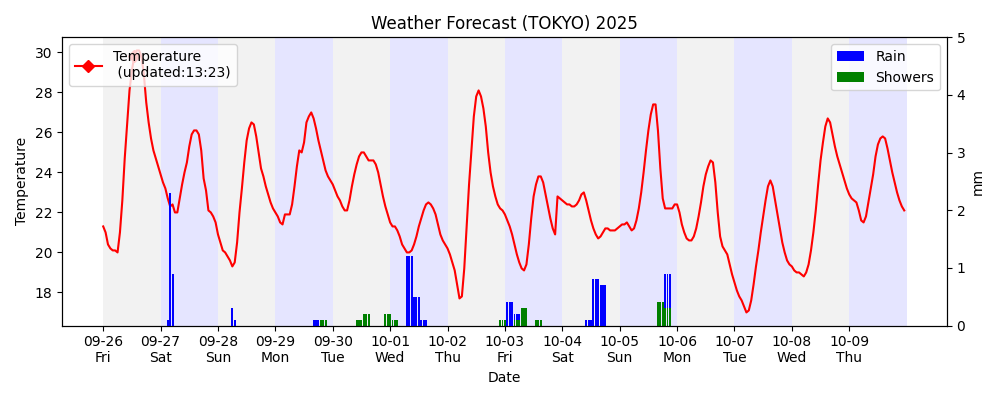 Weather Forecast (TOKYO) 2025
Temperature
(updated:13:23)
Rain
Showers
30
28
26
24
22
20
18
Temperature
5
4
3
2
1
0
mm
09-26 09-27 09-28 09-29 09-30 10-01 10-02 10-03 10-04 10-05 10-06 10-07 10-08 10-09
Fri Sat Sun Mon Tue Wed Thu Fri Sat Sun Mon Tue Wed Thu
Date